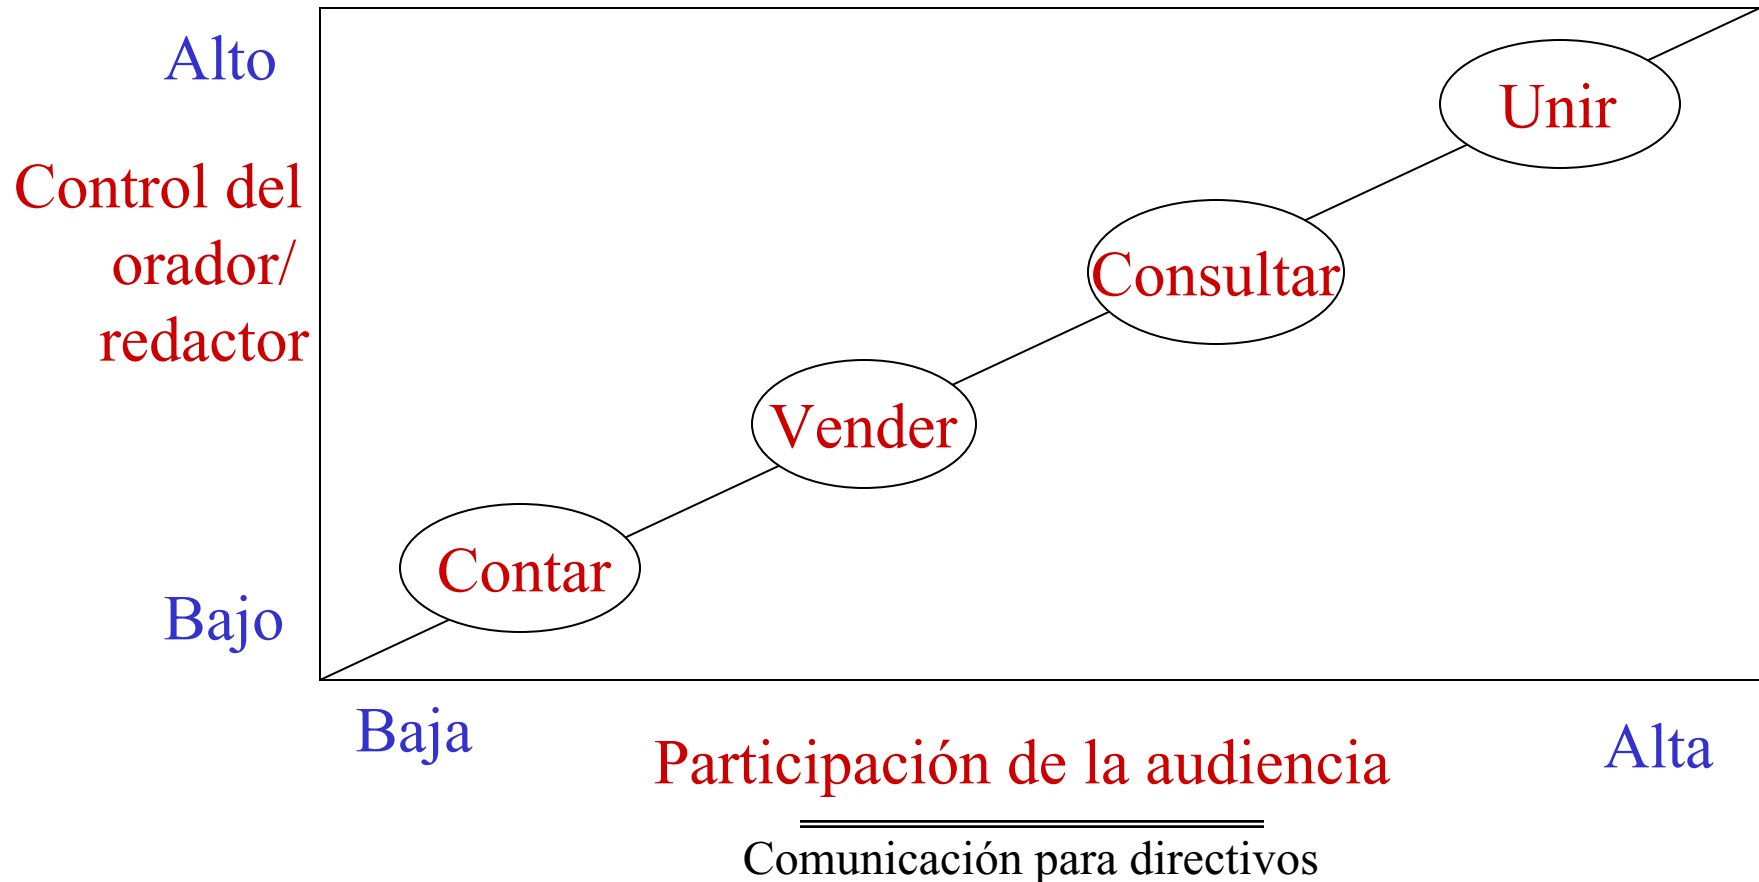 Alto
Control del
orador/
redactor
Bajo
Unir
Consultar
Vender
Contar
Baja
Participación de la audiencia
Alta
Comunicación para directivos